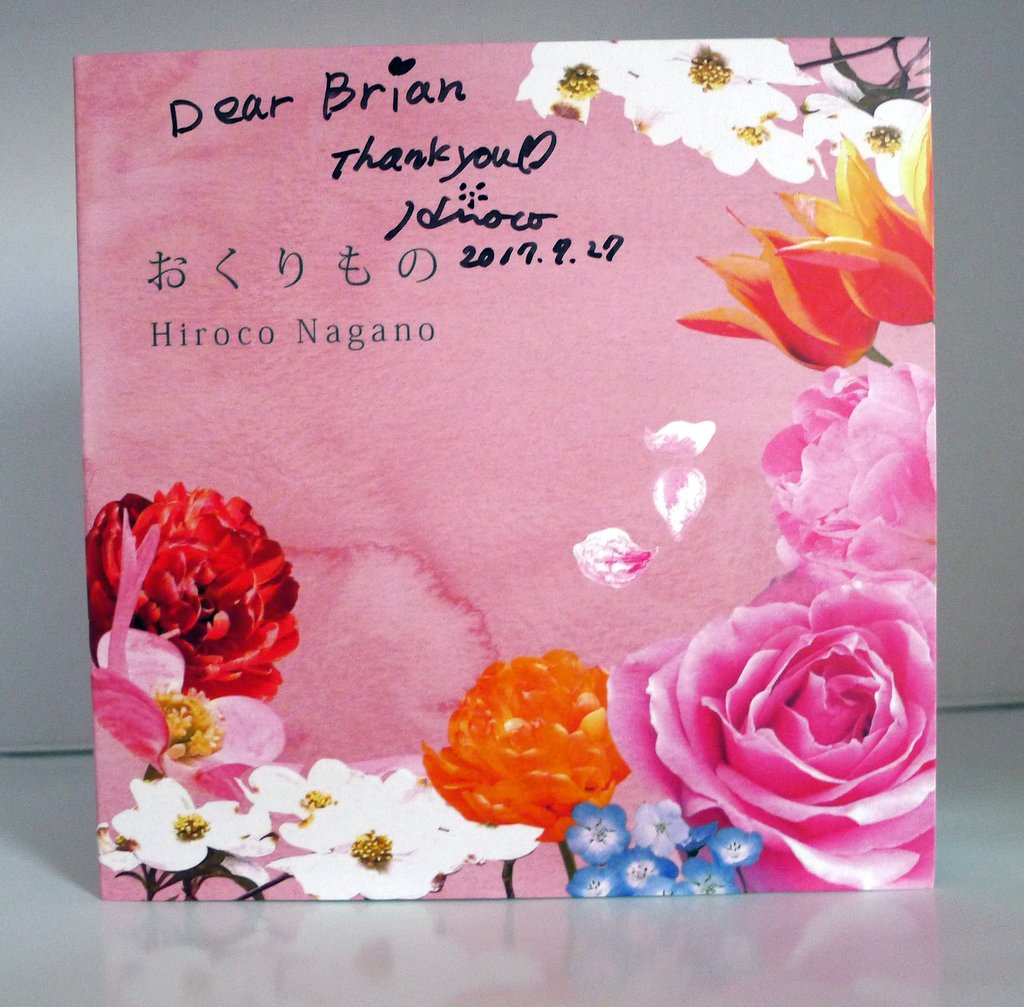 Dear Brian
Thank you
Hiroco
2017.9.27
おくりもの
Hiroco Nagano